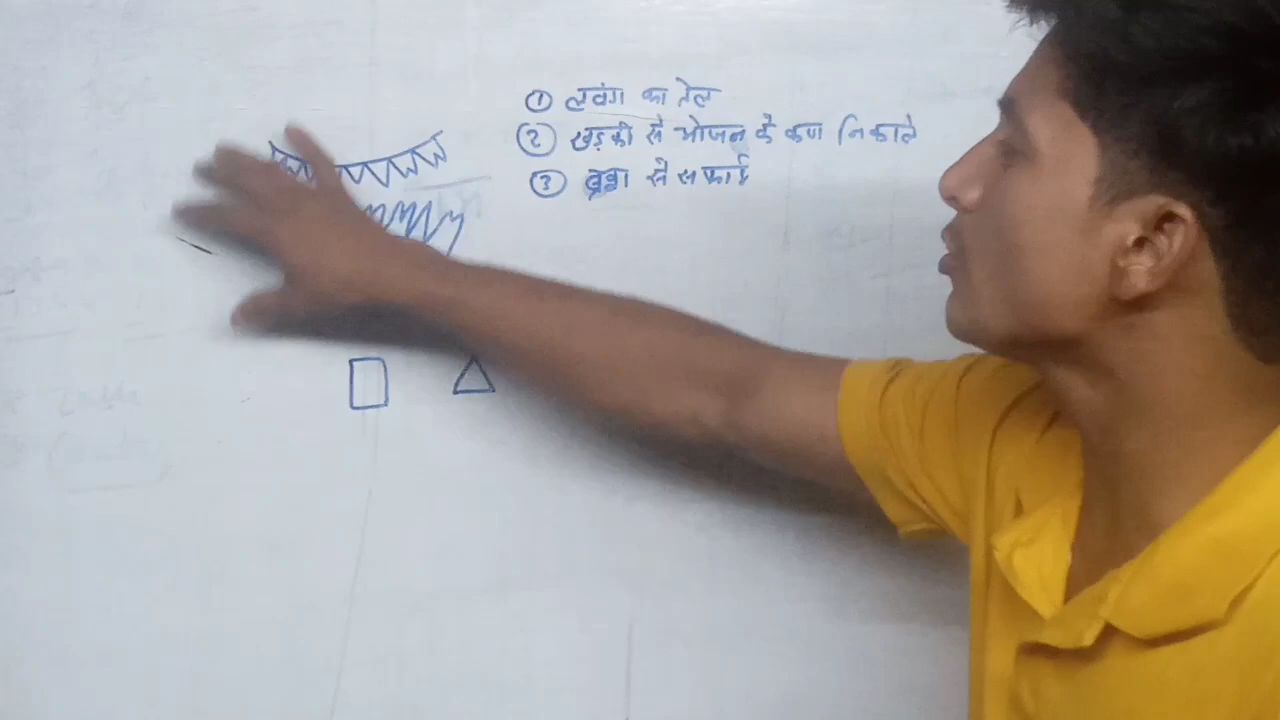 ① लवंग का तेल
② खड़की से भोजन के कण निकाले
③ ब्रश से सफाई